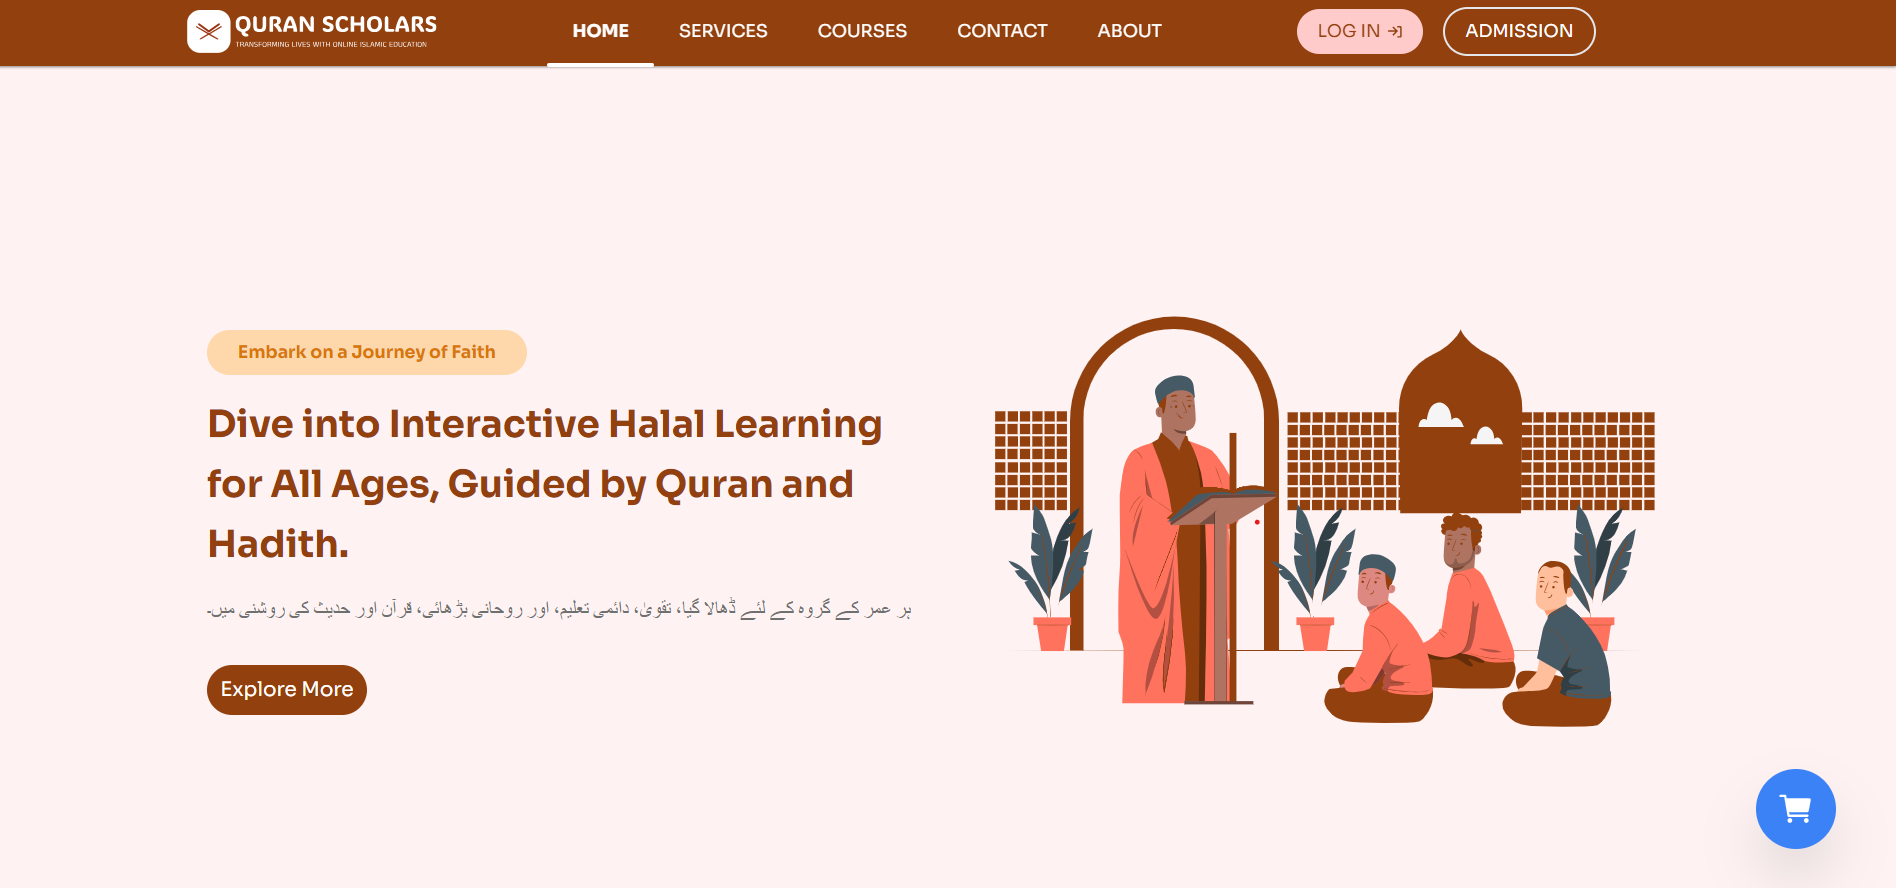 QURAN SCHOLARS
TRANSFORMING LIVES WITH ONLINE ISLAMIC EDUCATION
HOME
SERVICES
COURSES
CONTACT
ABOUT
LOG IN
ADMISSION
Embark on a Journey of Faith
Dive into Interactive Halal Learning
for All Ages, Guided by Quran and
Hadith.
ہر عمر کے گروہ کے لئے ڈھالا گیا، تقویٰ، دائمی تعلیم، اور روحانی بڑھائی، قرآن اور حدیث کی روشنی میں۔
Explore More